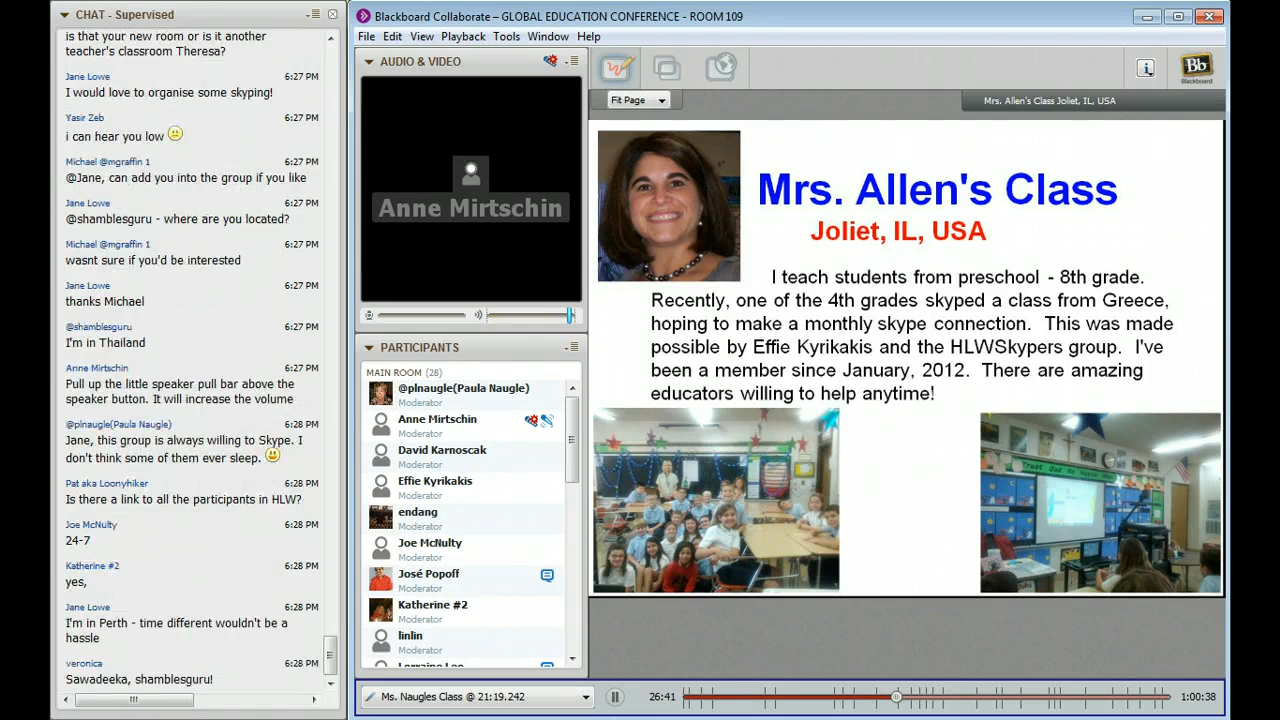 CHAT - Supervised
is that your new room or is it another
teacher's classroom Theresa?
Jane Lowe 6:27 PM
I would love to organise some skyping!
Yasir Zeb 6:27 PM
i can hear you low
Michael @mgraffin 1 6:27 PM
@Jane, can add you into the group if you like
Jane Lowe 6:27 PM
@shamblesguru - where are you located?
Michael @mgraffin 1 6:27 PM
wasnt sure if you'd be interested
Jane Lowe 6:27 PM
thanks Michael
@shamblesguru 6:27 PM
I'm in Thailand
Anne Mirtschin 6:27 PM
Pull up the little speaker pull bar above the
speaker button. It will increase the volume
@plnaugle(Paula Naugle) 6:28 PM
Jane, this group is always willing to Skype. I
don't think some of them ever sleep.
Pat aka Loonyhiker 6:28 PM
Is there a link to all the participants in HLW?
Joe McNulty 6:28 PM
24-7
Katherine #2 6:28 PM
yes,
Jane Lowe 6:28 PM
I'm in Perth - time different wouldn't be a
hassle
veronica 6:28 PM
Sawadeeka, shamblesguru!
Blackboard Collaborate – GLOBAL EDUCATION CONFERENCE - ROOM 109
File Edit View Playback Tools Window Help
AUDIO & VIDEO
Anne Mirtschin
PARTICIPANTS
MAIN ROOM (28)
@plnaugle(Paula Naugle)
Moderator
Anne Mirtschin
Moderator
David Karnoscak
Moderator
Effie Kyrikakis
Moderator
endang
Moderator
Joe McNulty
Moderator
José Popoff
Moderator
Katherine #2
Moderator
linlin
Moderator
Lorraine Leo
Bb
Blackboard
Fit Page
Mrs. Allen's Class Joliet, IL, USA
Mrs. Allen's Class
Joliet, IL, USA
I teach students from preschool - 8th grade.
Recently, one of the 4th grades skyped a class from Greece,
hoping to make a monthly skype connection. This was made
possible by Effie Kyrikakis and the HLWSkypers group. I've
been a member since January, 2012. There are amazing
educators willing to help anytime!
Ms. Naugles Class @ 21:19.242
26:41
1:00:38